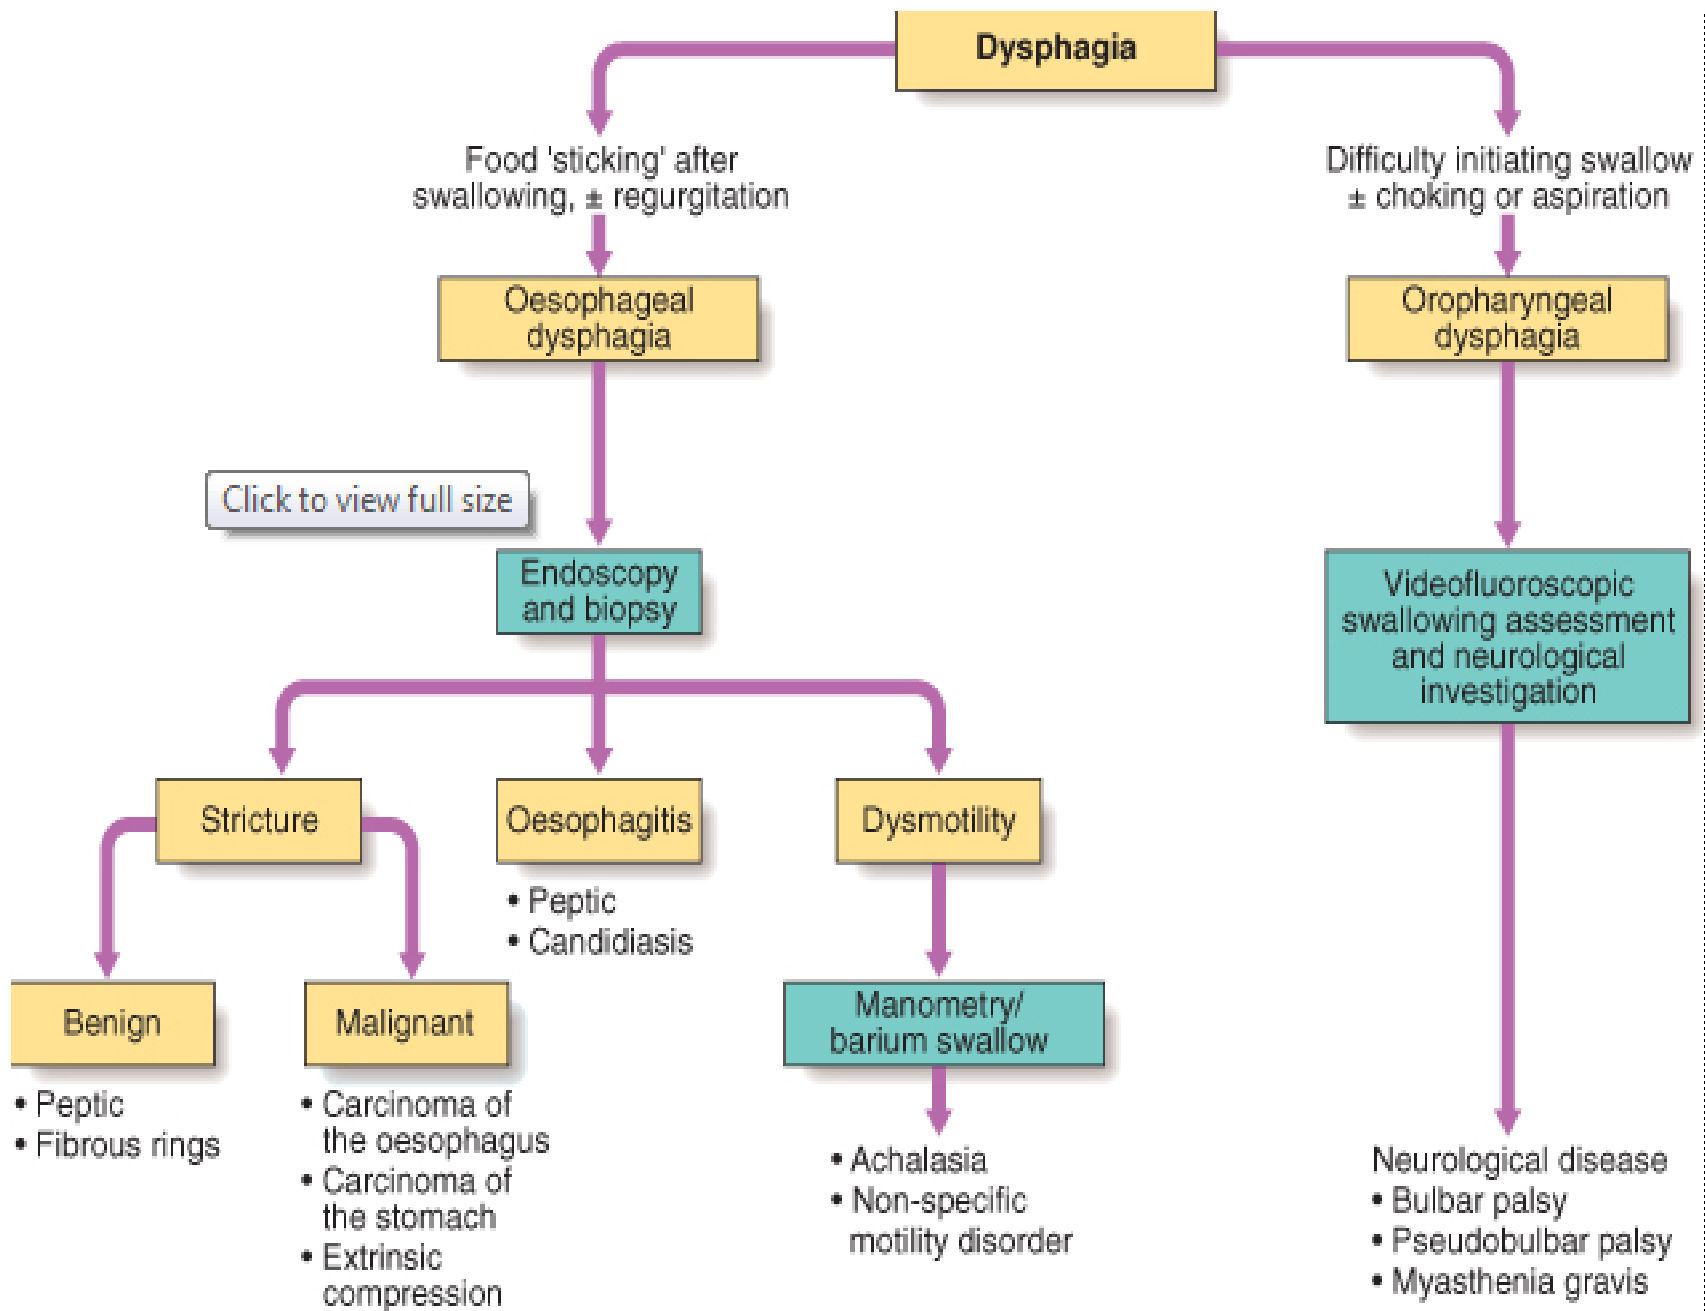 Dysphagia
Food 'sticking' after
swallowing, ± regurgitation
Difficulty initiating swallow
± choking or aspiration
Oesophageal
dysphagia
Oropharyngeal
dysphagia
Click to view full size
Endoscopy
and biopsy
Videofluoroscopic
swallowing assessment
and neurological
investigation
Stricture
Oesophagitis
• Peptic
• Candidiasis
Dysmotility
Benign
• Peptic
• Fibrous rings
Malignant
• Carcinoma of
the oesophagus
• Carcinoma of
the stomach
• Extrinsic
compression
Manometry/
barium swallow
• Achalasia
• Non-specific
motility disorder
Neurological disease
• Bulbar palsy
• Pseudobulbar palsy
• Myasthenia gravis